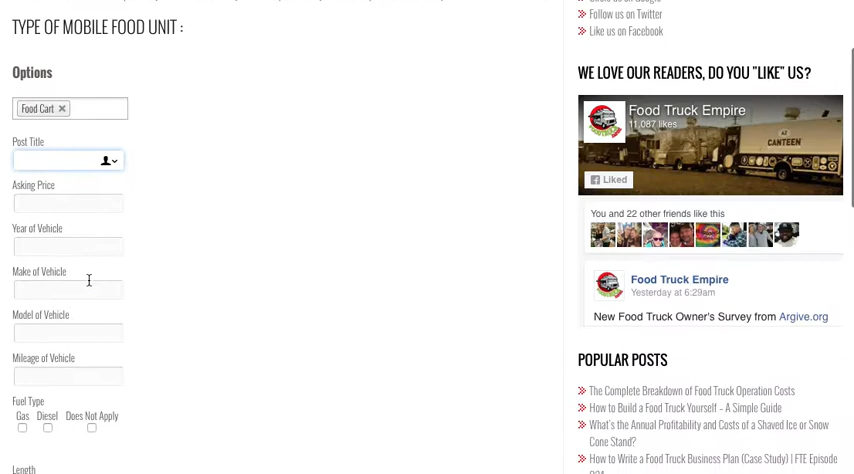 TYPE OF MOBILE FOOD UNIT :
Options
Food Cart ×
Post Title
Asking Price
Year of Vehicle
Make of Vehicle
Model of Vehicle
Mileage of Vehicle
Fuel Type
Gas Diesel Does Not Apply
Length
Follow us on Twitter
Like us on Facebook
WE LOVE OUR READERS, DO YOU "LIKE" US?
Food Truck Empire
11,087 likes
CANTEEN
Liked
You and 22 other friends like this
Food Truck Empire
Yesterday at 6:29am
New Food Truck Owner's Survey from Argive.org
POPULAR POSTS
The Complete Breakdown of Food Truck Operation Costs
How to Build a Food Truck Yourself – A Simple Guide
What's the Annual Profitability and Costs of a Shaved Ice or Snow
Cone Stand?
How to Write a Food Truck Business Plan (Case Study) | FTE Episode